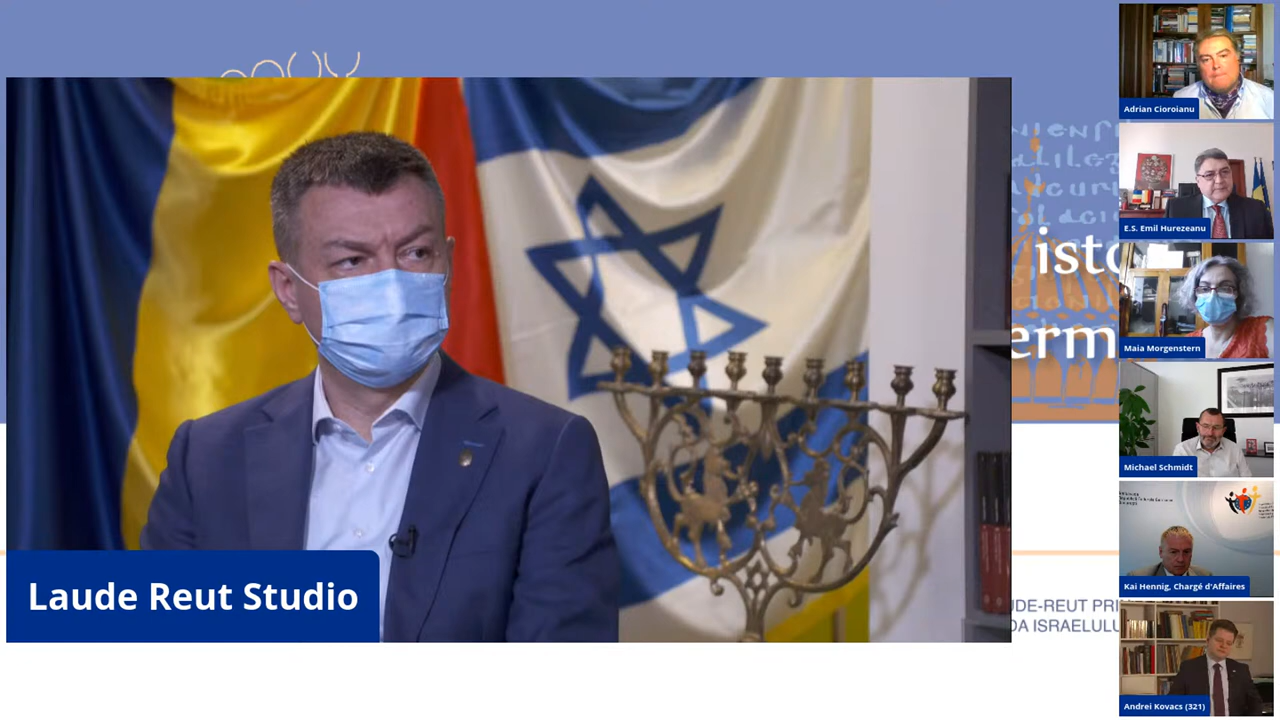 Laude Reut Studio
isto
erm
UDE-REUT PRI
DA ISRAELULU
Adrian Cioroianu
E.S. Emil Hurezeanu
Maia Morgenstern
Michael Schmidt
Kai Hennig, Chargé d'Affaires
Andrei Kovacs (321)